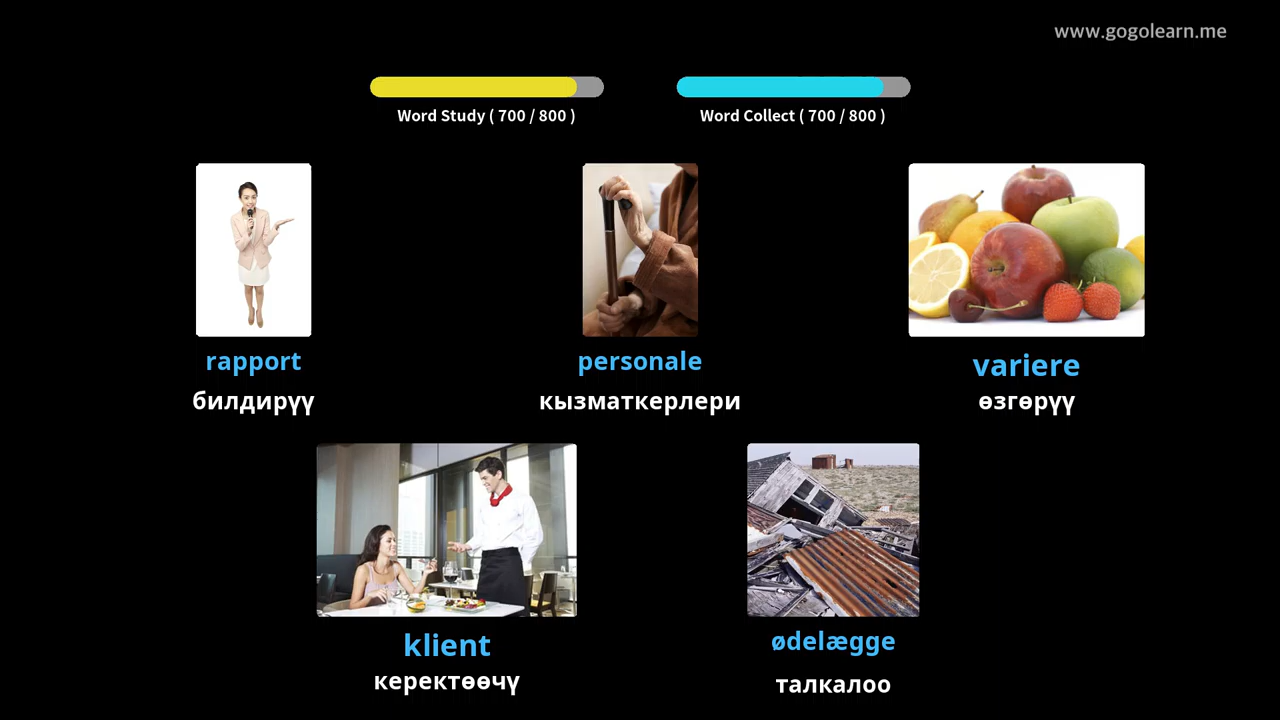 www.gogolearn.me
Word Study ( 700 / 800 )
Word Collect ( 700 / 800 )
rapport
personale
variere
билдирүү
кызматкерлери
өзгөрүү
klient
ødelægge
керектөөчү
талкалоо